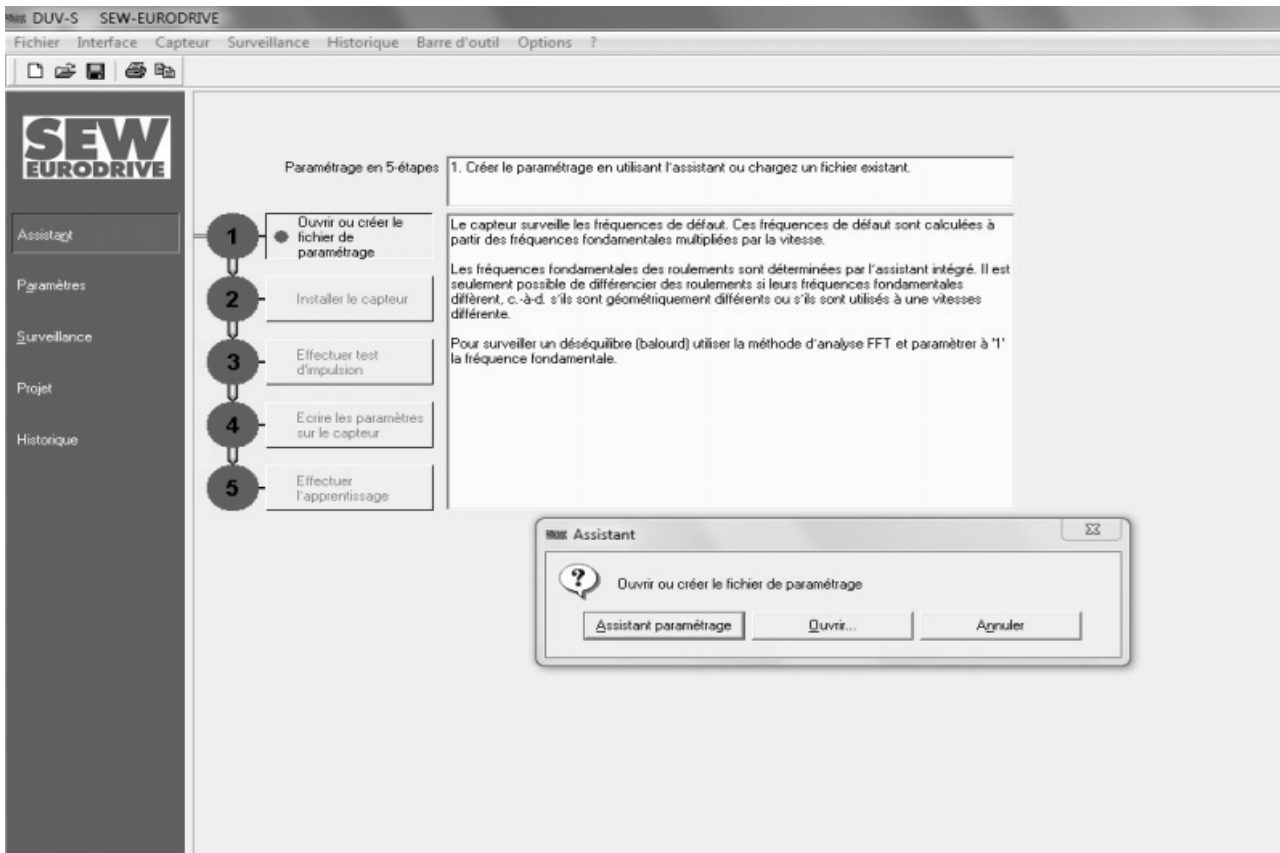 DUV-S SEW-EURODRIVE
Fichier Interface Capteur Surveillance Historique Barre d'outil Options ?
SEW
EURODRIVE
Assistant
Paramètres
Surveillance
Projet
Historique
Paramétrage en 5-étapes
1. Créer le paramétrage en utilisant l'assistant ou chargez un fichier existant.
1
Ouvrir ou créer le
fichier de
paramétrage
2
Installer le capteur
3
Effectuer test
d'impulsion
4
Ecrire les paramètres
sur le capteur
5
Effectuer
l'apprentissage
Le capteur surveille les fréquences de défaut. Ces fréquences de défaut sont calculées à
partir des fréquences fondamentales multipliées par la vitesse.
Les fréquences fondamentales des roulements sont déterminées par l'assistant intégré. Il est
seulement possible de différencier des roulements si leurs fréquences fondamentales
diffèrent, c.-à-d. s'ils sont géométriquement différents ou s'ils sont utilisés à une vitesses
différente.
Pour surveiller un déséquilibre (balourd) utiliser la méthode d'analyse FFT et paramètrer à '1'
la fréquence fondamentale.
Assistant
Ouvrir ou créer le fichier de paramétrage
Assistant paramétrage
Ouvrir...
Annuler